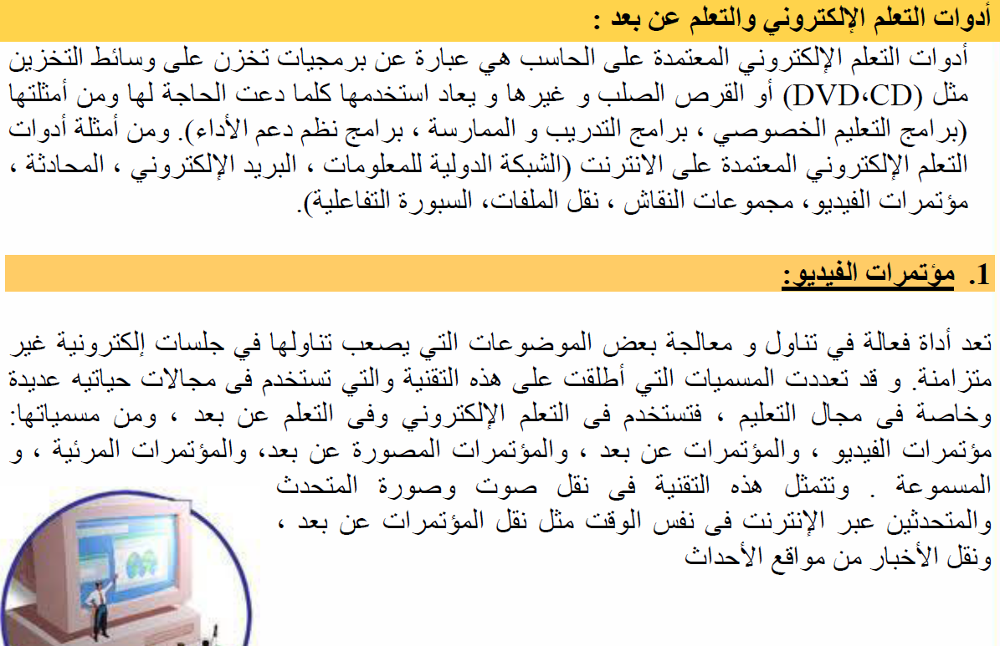 أدوات التعلم الإلكتروني والتعلم عن بعد :
أدوات التعلم الإلكتروني المعتمدة على الحاسب هي عبارة عن برمجيات تخزن على وسائط التخزين
مثل (DVD،CD) أو القرص الصلب و غيرها و يعاد استخدمها كلما دعت الحاجة لها ومن أمثلتها
(برامج التعليم الخصوصي ، برامج التدريب و الممارسة ، برامج نظم دعم الأداء). ومن أمثلة أدوات
التعلم الإلكتروني المعتمدة على الانترنت (الشبكة الدولية للمعلومات ، البريد الإلكتروني ، المحادثة ،
مؤتمرات الفيديو، مجموعات النقاش ، نقل الملفات، السبورة التفاعلية).
1. مؤتمرات الفيديو:
تعد أداة فعالة في تناول و معالجة بعض الموضوعات التي يصعب تناولها في جلسات إلكترونية غير
متزامنة. و قد تعددت المسميات التي أطلقت على هذه التقنية والتي تستخدم فى مجالات حياتيه عديدة
وخاصة فى مجال التعليم ، فتستخدم فى التعلم الإلكتروني وفى التعلم عن بعد ، ومن مسمياتها:
مؤتمرات الفيديو ، والمؤتمرات عن بعد ، والمؤتمرات المصورة عن بعد، والمؤتمرات المرئية ، و
المسموعة . وتتمثل هذه التقنية فى نقل صوت وصورة المتحدث
والمتحدثين عبر الإنترنت فى نفس الوقت مثل نقل المؤتمرات عن بعد ،
ونقل الأخبار من مواقع الأحداث